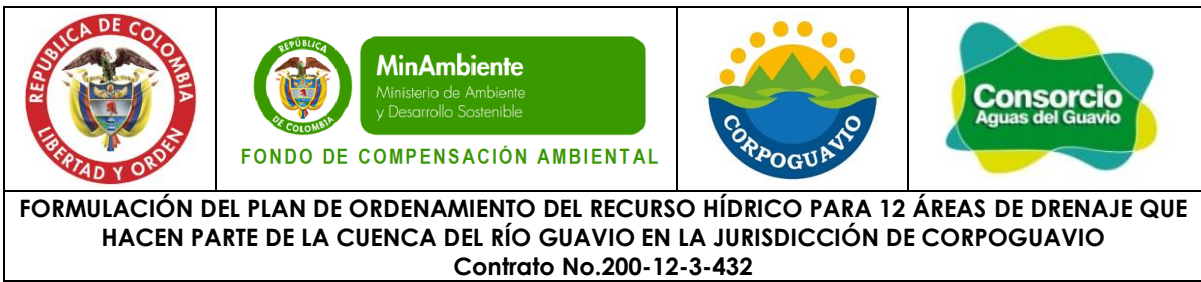 REPUBLICA DE COLOMBIA
LIBERTAD Y ORDEN
REPÚBLICA
DE COLOMBIA
MinAmbiente
Ministerio de Ambiente
y Desarrollo Sostenible
FONDO DE COMPENSACIÓN AMBIENTAL
CORPOGUAVIO
Consorcio
Aguas del Guavio
FORMULACIÓN DEL PLAN DE ORDENAMIENTO DEL RECURSO HÍDRICO PARA 12 ÁREAS DE DRENAJE QUE
HACEN PARTE DE LA CUENCA DEL RÍO GUAVIO EN LA JURISDICCIÓN DE CORPOGUAVIO
Contrato No.200-12-3-432